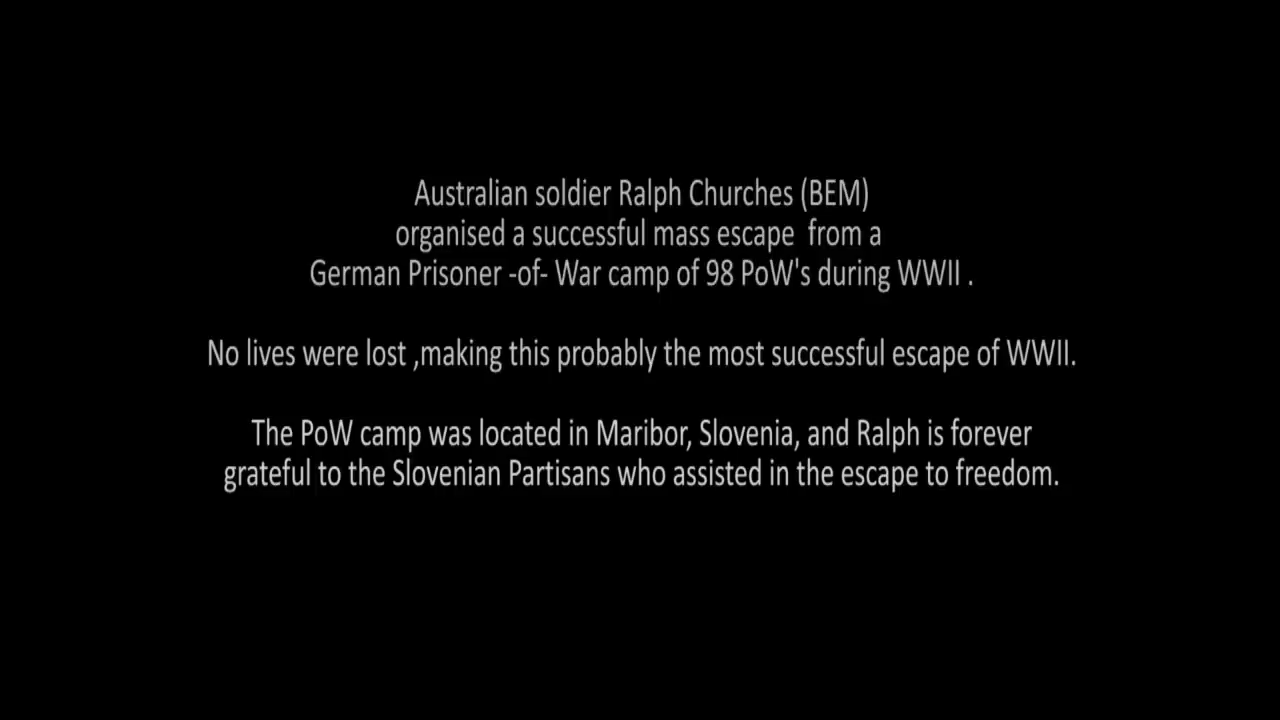 Australian soldier Ralph Churches (BEM)
organised a successful mass escape  from a
German Prisoner -of- War camp of 98 PoW's during WWII .
No lives were lost ,making this probably the most successful escape of WWII.
The PoW camp was located in Maribor, Slovenia, and Ralph is forever
grateful to the Slovenian Partisans who assisted in the escape to freedom.